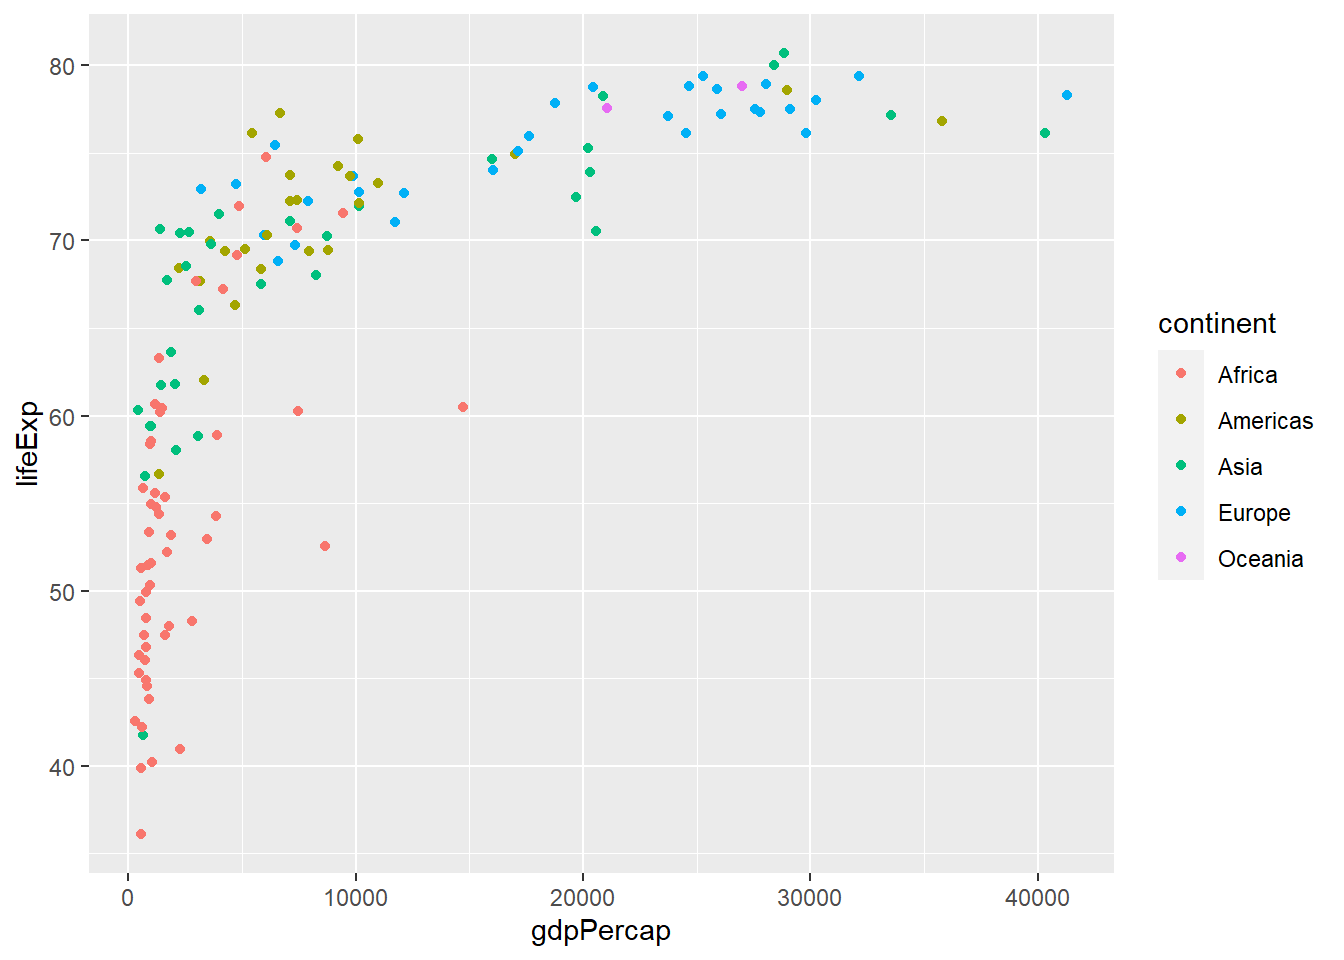 80
70
60
50
40
lifeExp
0 10000 20000 30000 40000
gdpPercap
continent
Africa
Americas
Asia
Europe
Oceania